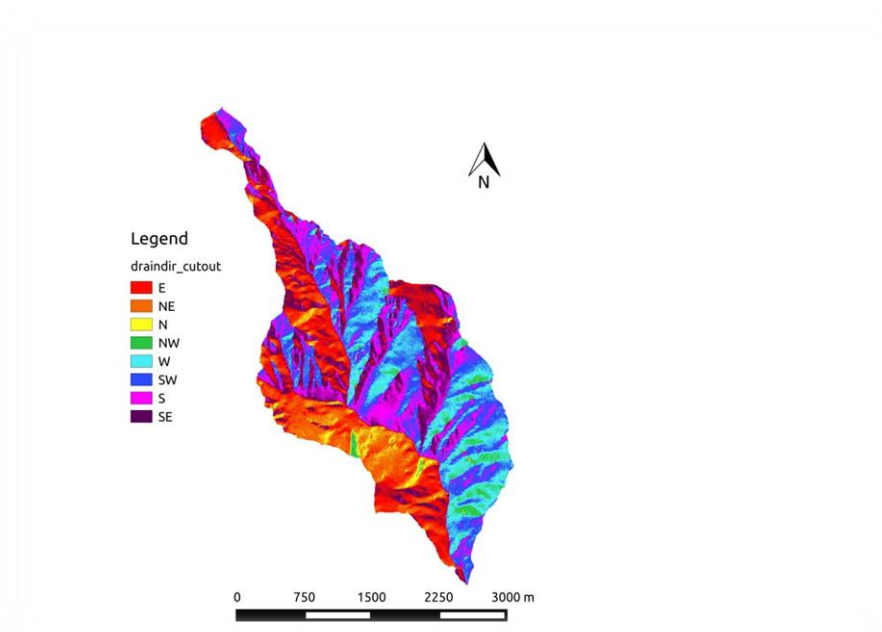 N
Legend
draindir_cutout
E
NE
N
NW
W
SW
S
SE
0 750 1500 2250 3000 m